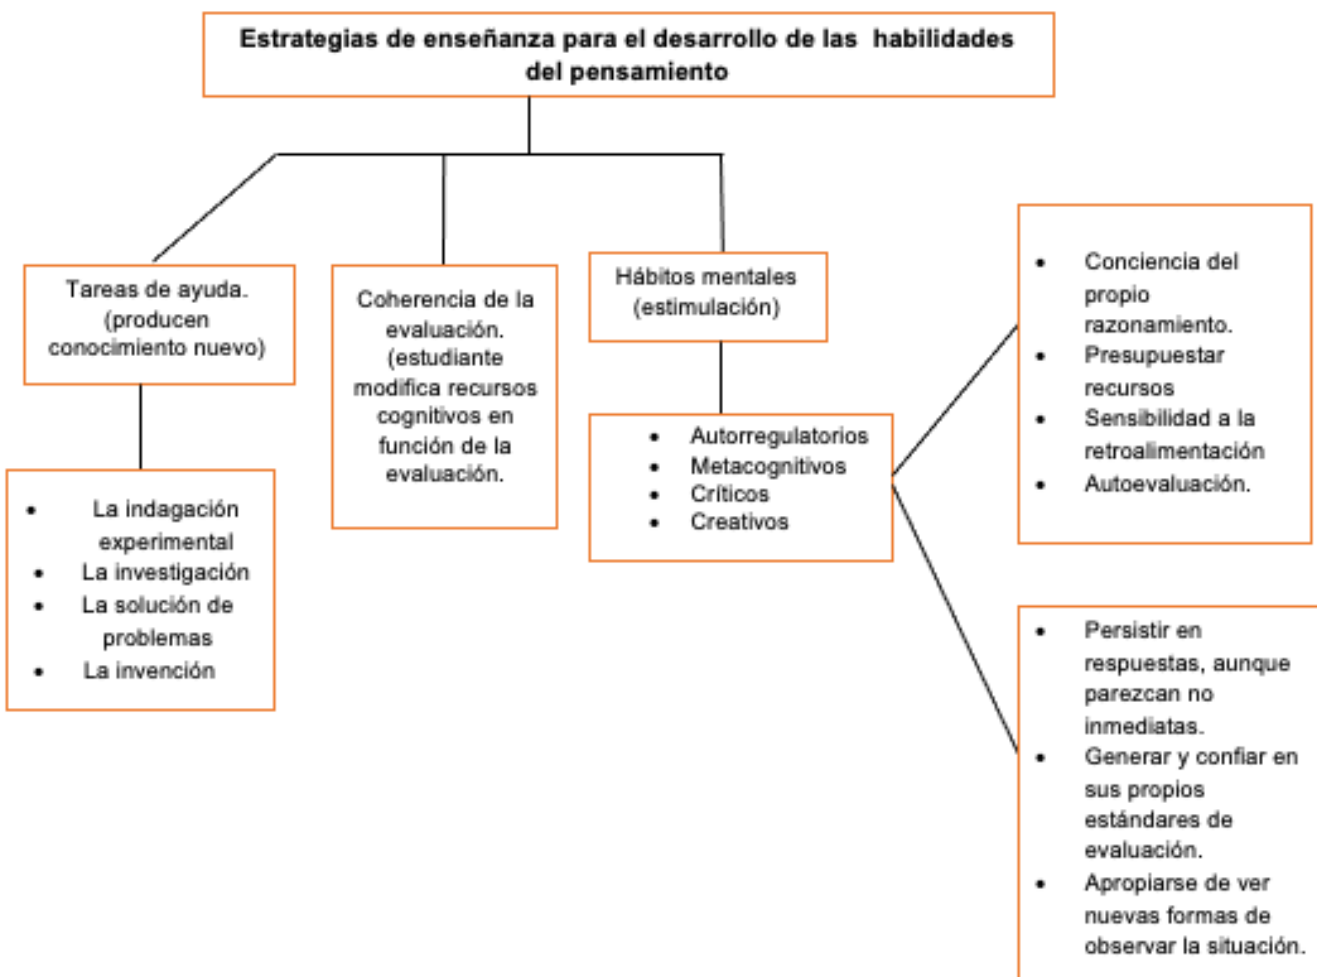 Estrategias de enseñanza para el desarrollo de las habilidades
del pensamiento
Tareas de ayuda.
(producen
conocimiento nuevo)
• La indagación
experimental
• La investigación
• La solución de
problemas
• La invención
Coherencia de la
evaluación.
(estudiante
modifica recursos
cognitivos en
función de la
evaluación.
Hábitos mentales
(estimulación)
• Autorregulatorios
• Metacognitivos
• Críticos
• Creativos
• Conciencia del
propio
razonamiento.
• Presupuestar
recursos
• Sensibilidad a la
retroalimentación
• Autoevaluación.
• Persistir en
respuestas, aunque
parezcan no
inmediatas.
• Generar y confiar en
sus propios
estándares de
evaluación.
• Apropiarse de ver
nuevas formas de
observar la situación.